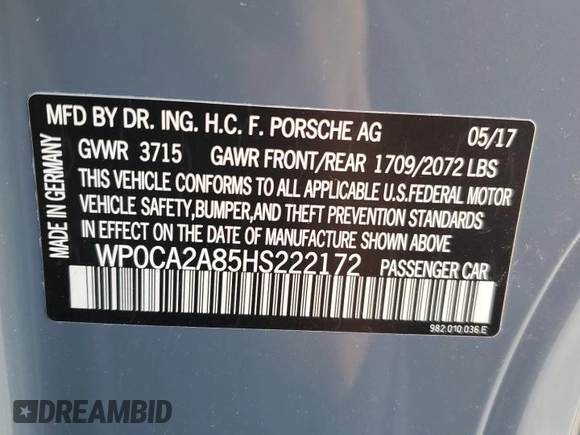 MFD BY DR. ING. H.C. F. PORSCHE AG 05/17
GVWR 3715 GAWR FRONT/REAR 1709/2072 LBS
THIS VEHICLE CONFORMS TO ALL APPLICABLE U.S.FEDERAL MOTOR
VEHICLE SAFETY,BUMPER,AND THEFT PREVENTION STANDARDS
IN EFFECT ON THE DATE OF MANUFACTURE SHOWN ABOVE
WP0CA2A85HS222172 PASSENGER CAR
982.010.036.E
MADE IN GERMANY
DREAMBID